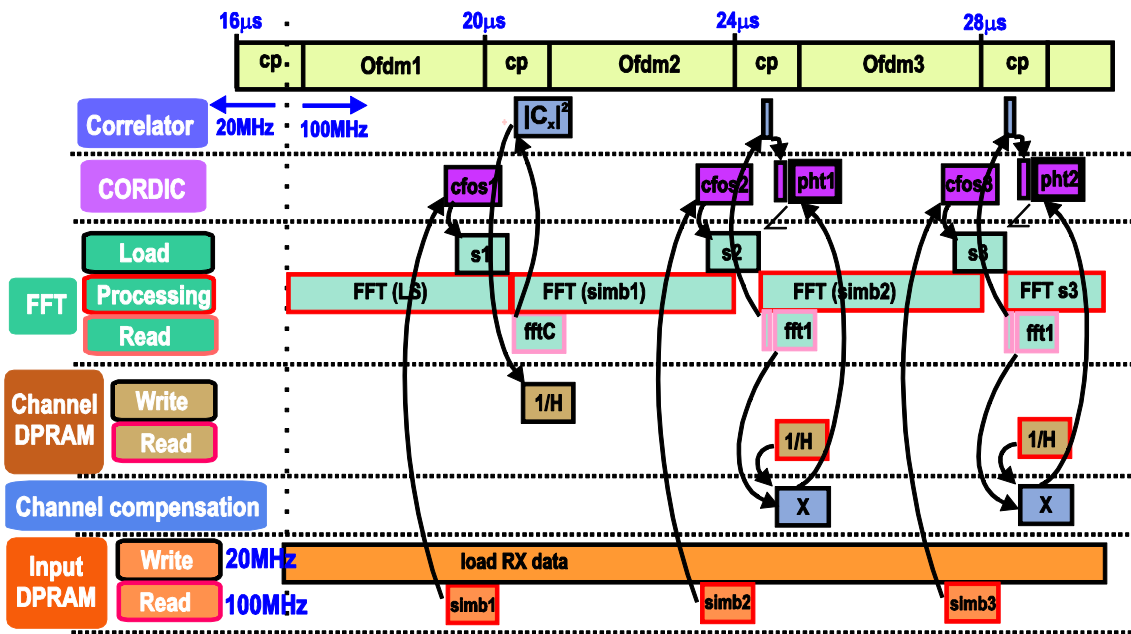 16μs
20μs
24μs
28μs
cp
Ofdm1
cp
Ofdm2
cp
Ofdm3
cp
20MHz
100MHz
Correlator
|Cx|²
CORDIC
cfos1
cfos2
pht1
cfos3
pht2
Load
s1
s2
s3
FFT
Processing
FFT (LS)
FFT (simb1)
FFT (simb2)
FFT s3
Read
fftC
fft1
fft1
Channel
DPRAM
Write
1/H
Read
1/H
1/H
Channel compensation
X
X
Input
DPRAM
Write
20MHz
load RX data
Read
100MHz
simb1
simb2
simb3